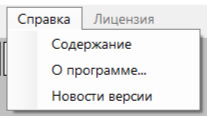 Справка Лицензия
Содержание
О программе...
Новости версии